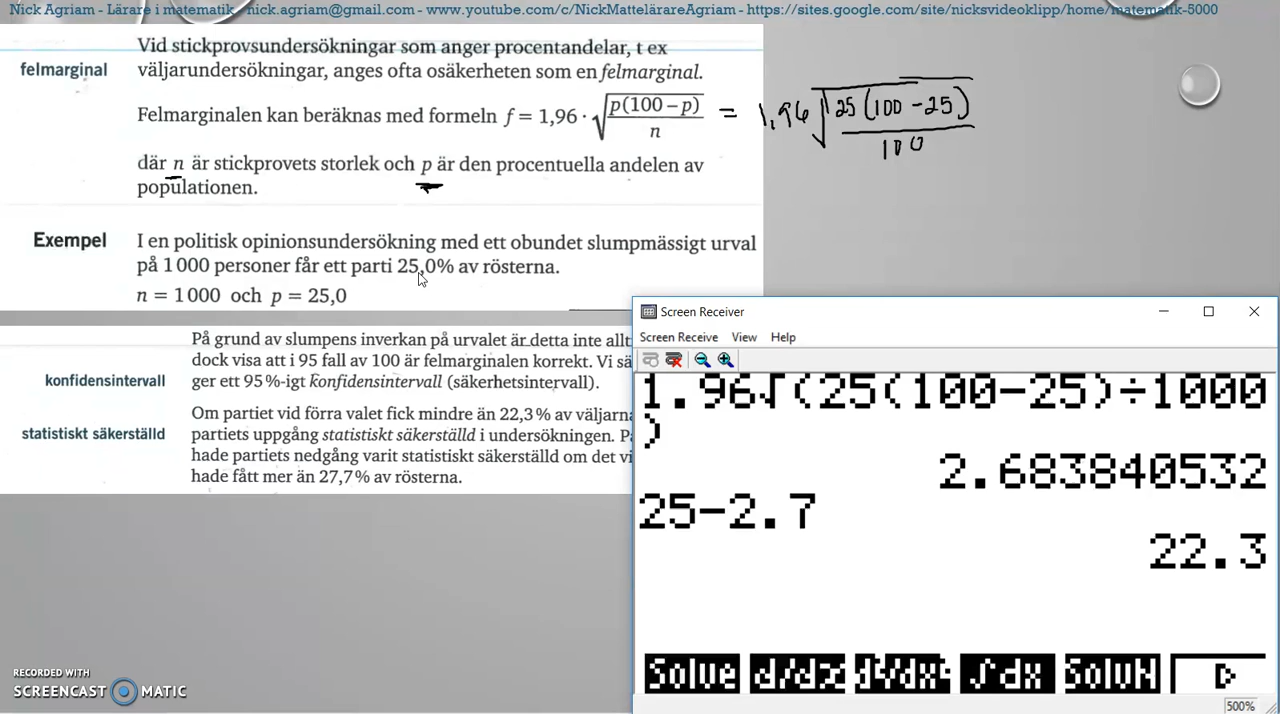 Nick Agriam - Lärare i matematik - nick.agriam@gmail.com - www.youtube.com/c/NickMattelärareAgriam - https://sites.google.com/site/nicksvideoklipp/home/matematik-5000
Vid stickprovsundersökningar som anger procentandelar, t ex
felmarginal
väljarundersökningar, anges ofta osäkerheten som en felmarginal.
Felmarginalen kan beräknas med formeln f = 1,96 · √(p(100 – p)/n) = 1,96 √(25(100 - 25)/100)
där n är stickprovets storlek och p är den procentuella andelen av
populationen.
Exempel
I en politisk opinionsundersökning med ett obundet slumpmässigt urval
på 1 000 personer får ett parti 25,0% av rösterna.
n = 1 000 och p = 25,0
På grund av slumpens inverkan på urvalet är detta inte allt
dock visa att i 95 fall av 100 är felmarginalen korrekt. Vi sä
konfidensintervall
ger ett 95 %-igt konfidensintervall (säkerhetsintervall).
Om partiet vid förra valet fick mindre än 22,3 % av väljarna
statistiskt säkerställd
partiets uppgång statistiskt säkerställd i undersökningen. På
hade partiets nedgång varit statistiskt säkerställd om det vi
hade fått mer än 27,7 % av rösterna.
Screen Receiver
Screen Receive View Help
1.96√(25(100-25)÷1000
)
2.683840532
25-2.7
22.3
Solve d/dx d²/dx² ∫dx SolvN ▷
500%
RECORDED WITH
SCREENCAST MATIC